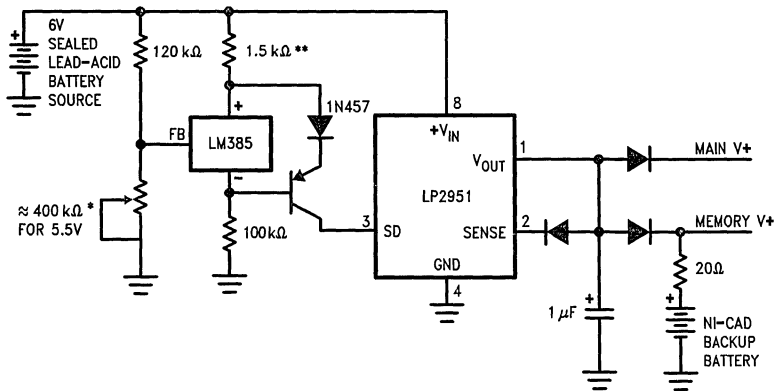 6V
SEALED
LEAD-ACID
BATTERY
SOURCE
+
120 kΩ
1.5 kΩ **
1N457
FB
+
LM385
-
≈ 400 kΩ *
FOR 5.5V
100kΩ
8
+VIN
1
VOUT
LP2951
3
SD
SENSE
2
GND
4
MAIN V+
MEMORY V+
20Ω
+
1 μF
+
NI-CAD
BACKUP
BATTERY